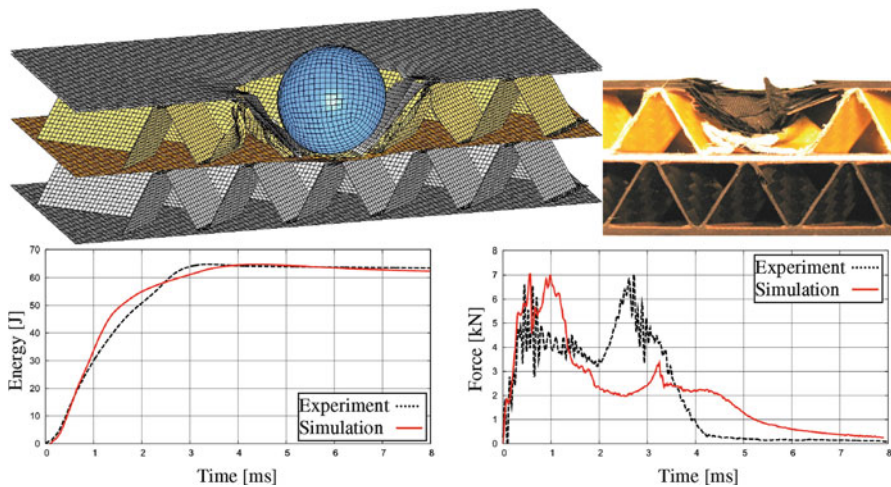 70
60
50
40
30
20
10
0
Energy [J]
0 1 2 3 4 5 6 7 8
Time [ms]
Experiment
Simulation
8
7
6
5
4
3
2
1
0
Force [kN]
0 1 2 3 4 5 6 7 8
Time [ms]
Experiment
Simulation